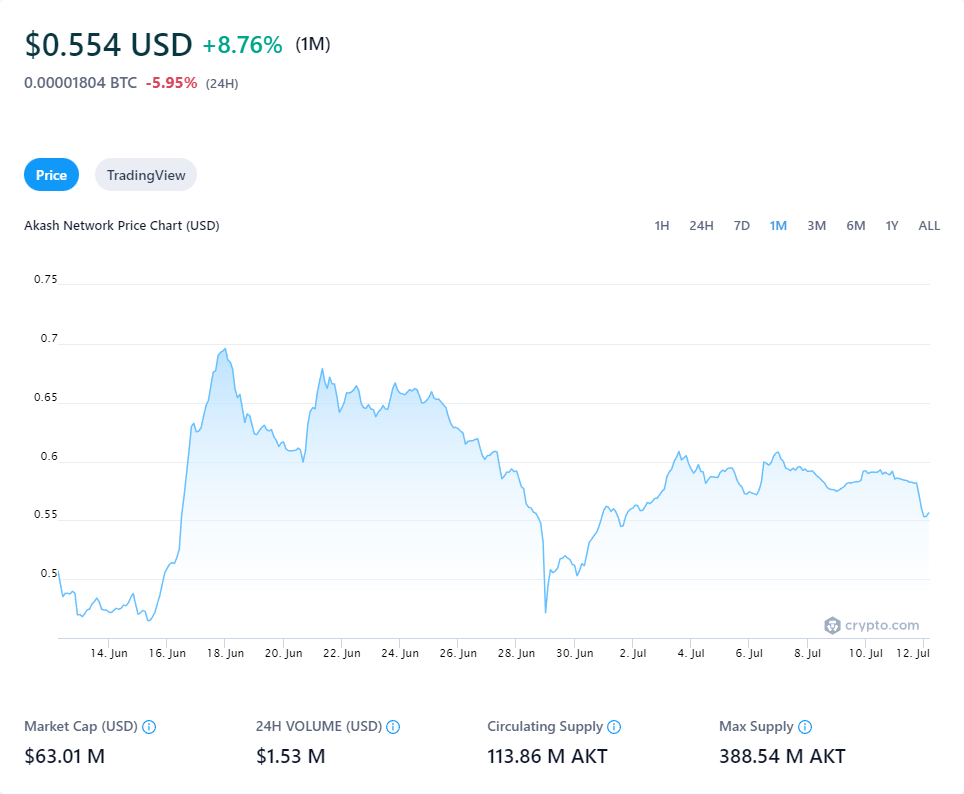 $0.554 USD +8.76% (1M)
0.00001804 BTC -5.95% (24H)
Price TradingView
Akash Network Price Chart (USD) 1H 24H 7D 1M 3M 6M 1Y ALL
0.75
0.7
0.65
0.6
0.55
0.5
crypto.com
14. Jun 16. Jun 18. Jun 20. Jun 22. Jun 24. Jun 26. Jun 28. Jun 30. Jun 2. Jul 4. Jul 6. Jul 8. Jul 10. Jul 12. Jul
Market Cap (USD) 24H VOLUME (USD) Circulating Supply Max Supply
$63.01 M $1.53 M 113.86 M AKT 388.54 M AKT